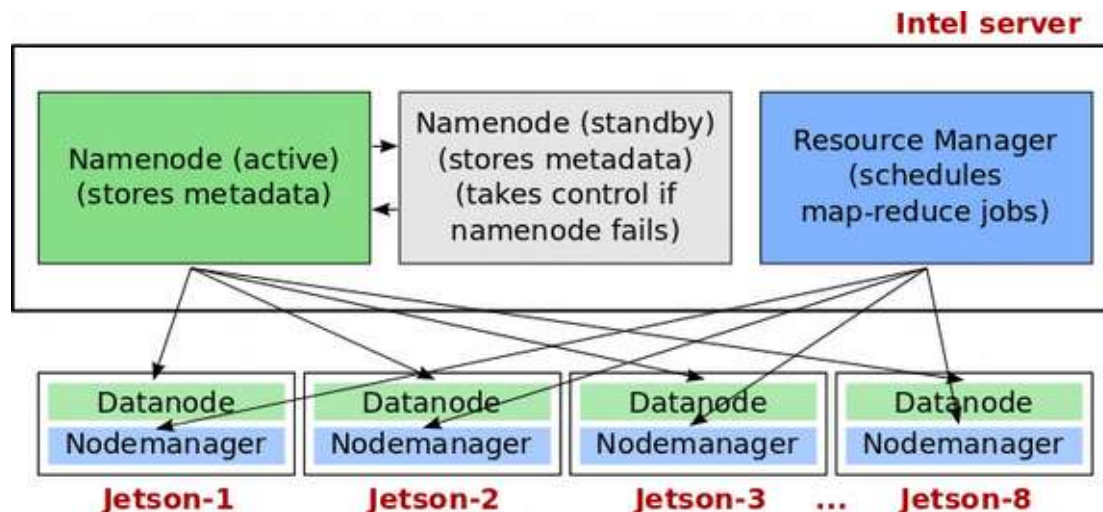 Intel server
Namenode (active)
(stores metadata)
Namenode (standby)
(stores metadata)
(takes control if
namenode fails)
Resource Manager
(schedules
map-reduce jobs)
Datanode
Nodemanager
Datanode
Nodemanager
Datanode
Nodemanager
Datanode
Nodemanager
Jetson-1
Jetson-2
Jetson-3
...
Jetson-8